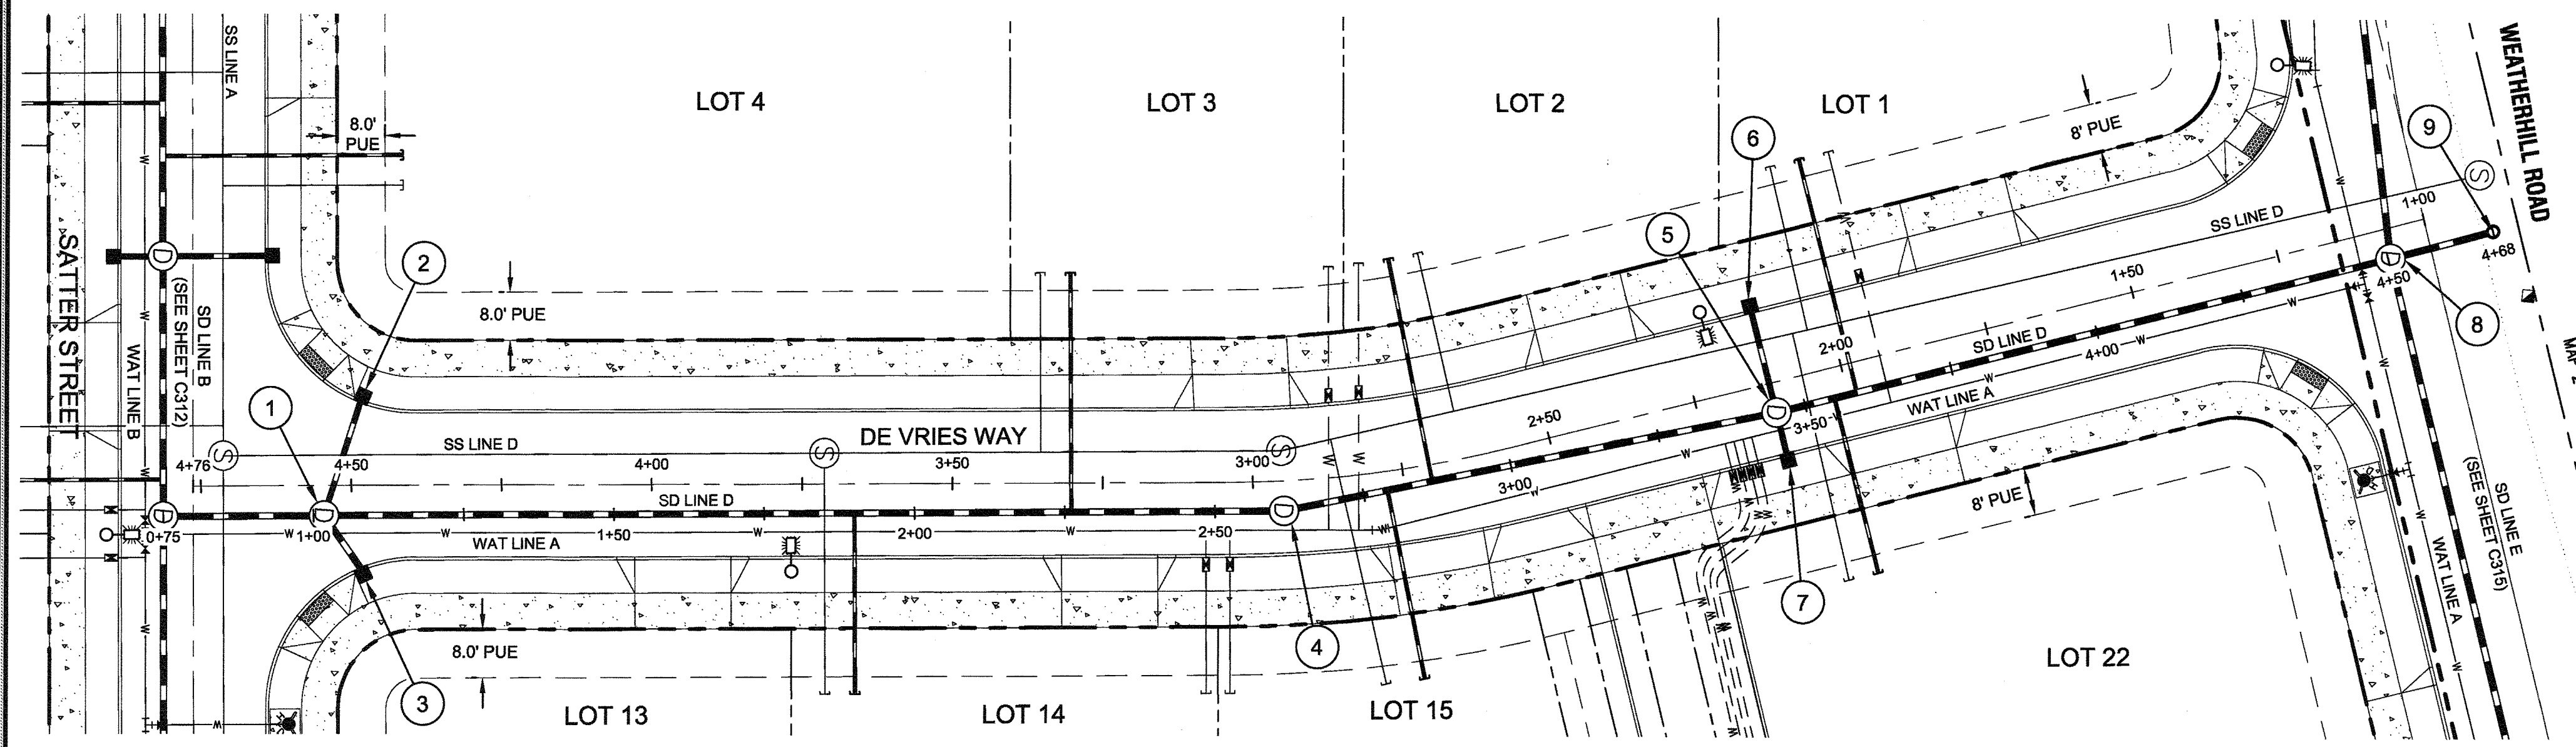 SATTER STREET
WAT LINE B
W
W
W
W
SS LINE A
SD LINE B
(SEE SHEET C312)
8.0'
PUE
LOT 4
LOT 3
LOT 2
LOT 1
8' PUE
WEATHERHILL ROAD
9
6
5
2
1
8.0' PUE
DE VRIES WAY
SS LINE D
1+00
1+50
2+00
2+50
3+00
3+50
4+00
4+50
4+76
S
S
S
S
SD LINE D
0+75
1+00
1+50
2+00
2+50
3+00
3+50
4+00
4+50
4+68
SS LINE D
SD LINE D
D
D
D
D
D
D
WAT LINE A
WAT LINE A
W
W
W
W
W
W
W
W
8
7
4
3
8.0' PUE
8' PUE
LOT 13
LOT 14
LOT 15
LOT 22
SD LINE E
(SEE SHEET C315)
WAT LINE A